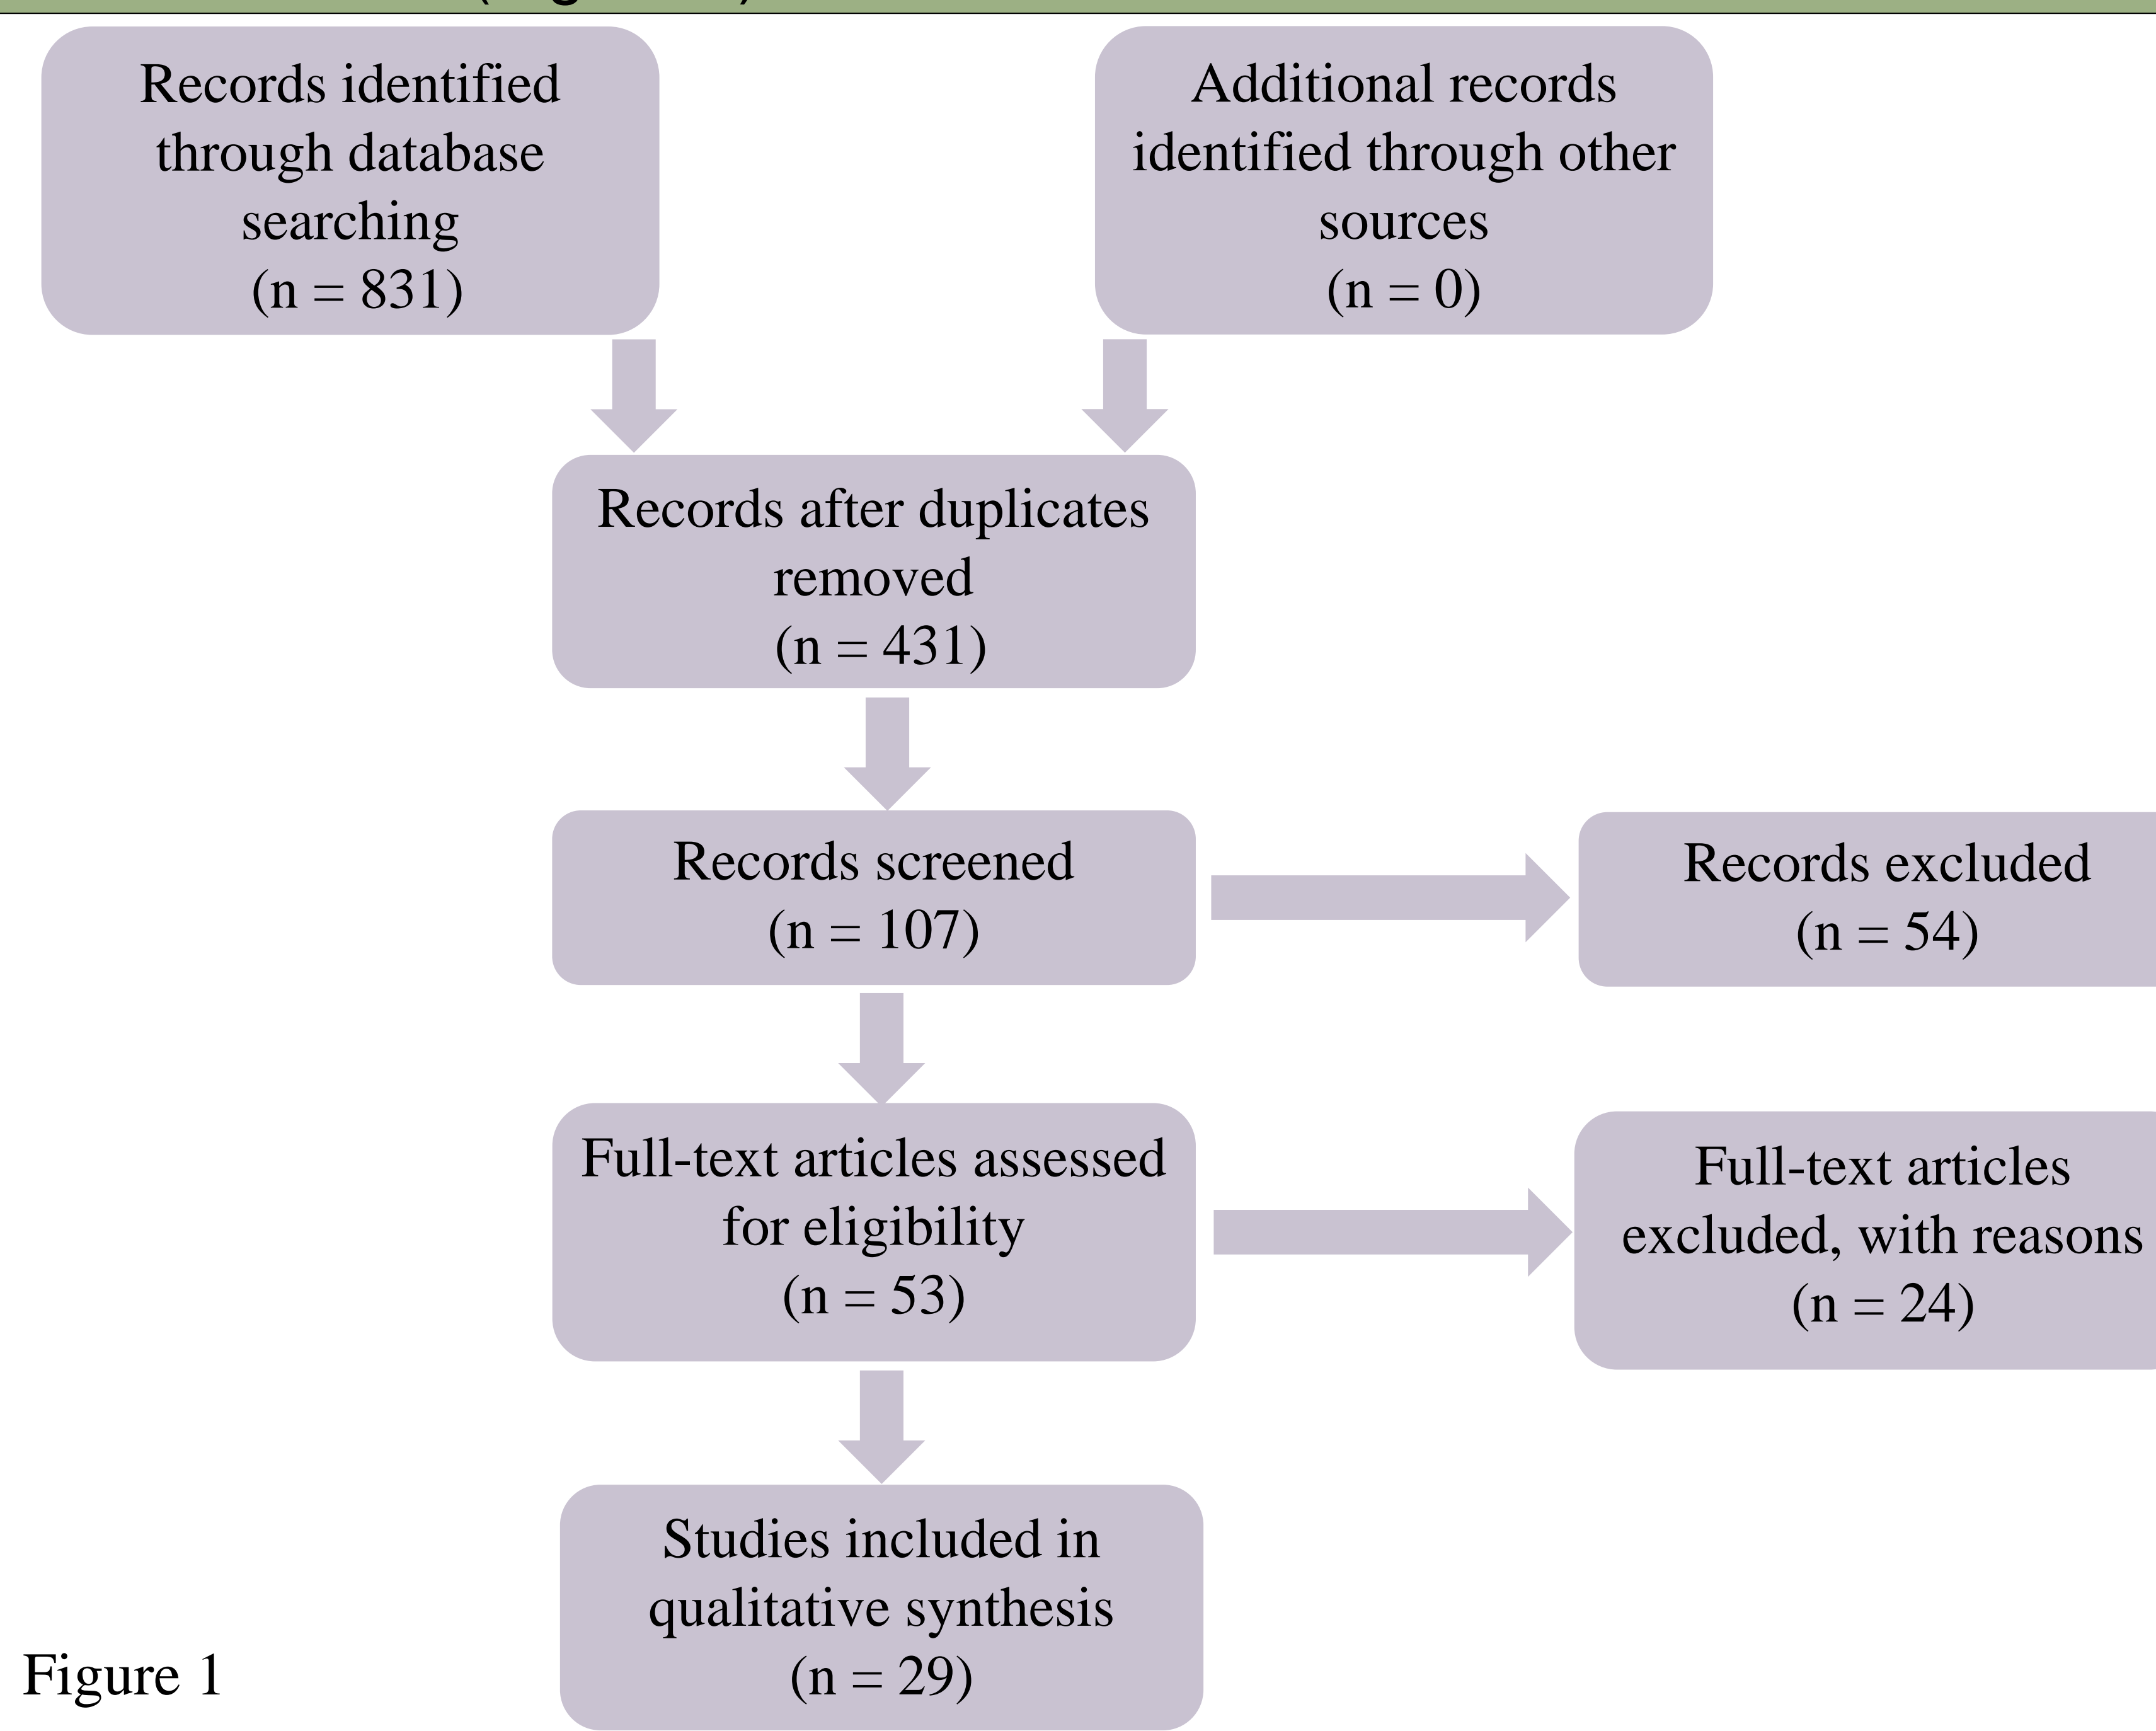 Records identified
through database
searching
(n = 831)
Additional records
identified through other
sources
(n = 0)
Records after duplicates
removed
(n = 431)
Records screened
(n = 107)
Records excluded
(n = 54)
Full-text articles assessed
for eligibility
(n = 53)
Full-text articles
excluded, with reasons
(n = 24)
Studies included in
qualitative synthesis
(n = 29)
Figure 1